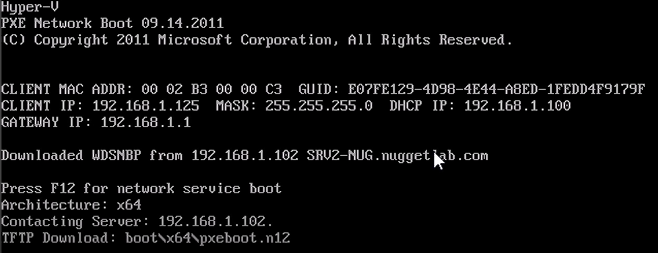 Hyper-V
PXE Network Boot 09.14.2011
(C) Copyright 2011 Microsoft Corporation, All Rights Reserved.
CLIENT MAC ADDR: 00 02 B3 00 00 C3  GUID: E07FE129-4D98-4E44-A8ED-1FEDD4F9179F
CLIENT IP: 192.168.1.125  MASK: 255.255.255.0  DHCP IP: 192.168.1.100
GATEWAY IP: 192.168.1.1
Downloaded WDSNBP from 192.168.1.102 SRV2-NUG.nuggetlab.com
Press F12 for network service boot
Architecture: x64
Contacting Server: 192.168.1.102.
TFTP Download: boot\x64\pxeboot.n12